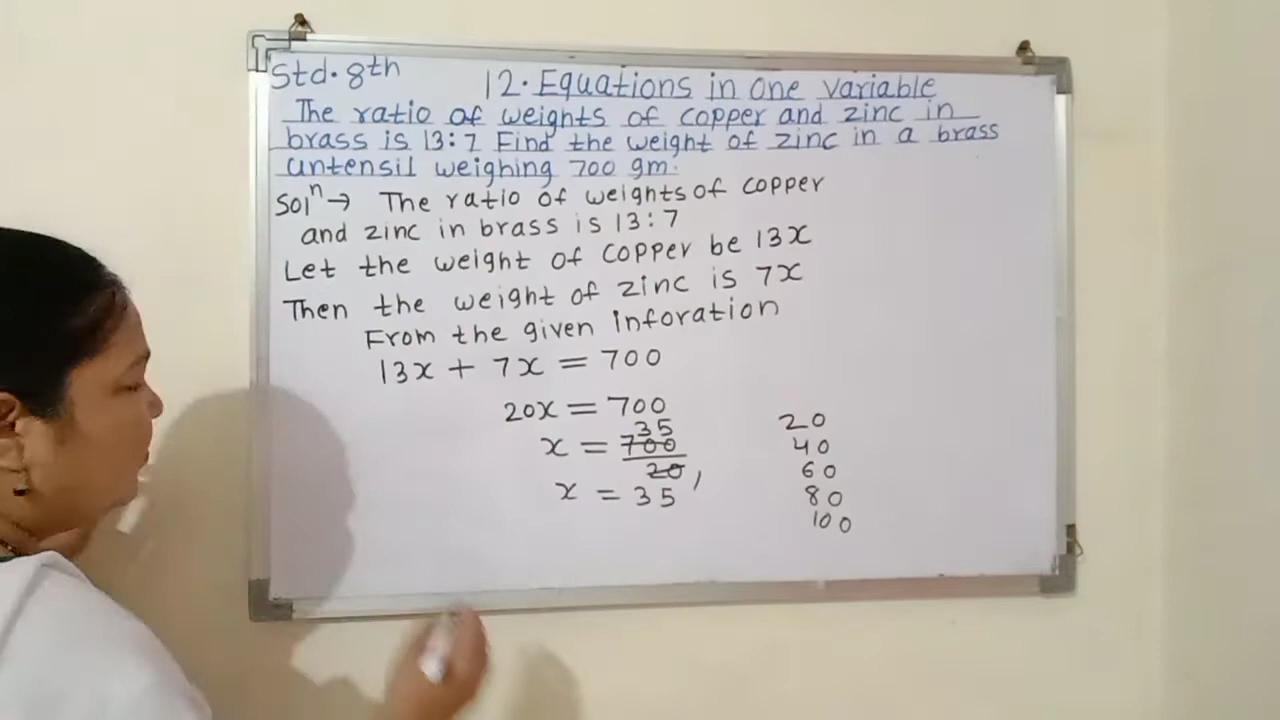 Std. 8th
12. Equations in one variable
The ratio of weights of copper and zinc in
brass is 13:7 Find the weight of zinc in a brass
untensil weighing 700 gm.
Solⁿ → The ratio of weights of copper
and zinc in brass is 13:7
Let the weight of copper be 13x
Then the weight of zinc is 7x
From the given inforation
13x + 7x = 700
20x = 700
35
x = 700
20
x = 35
20
40
60
80
100